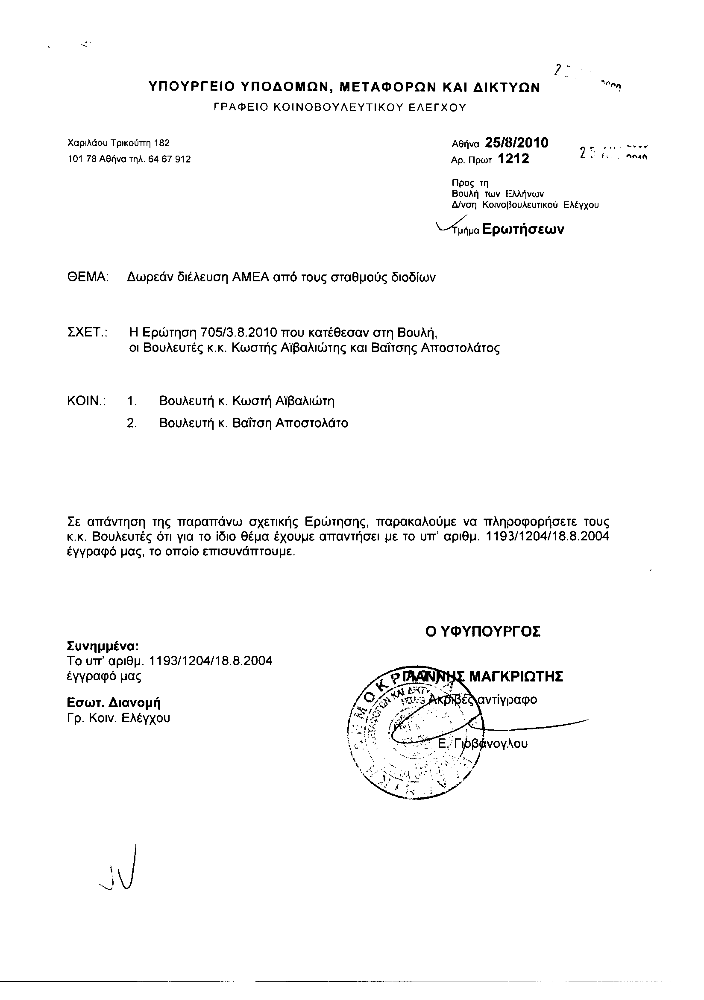 ΥΠΟΥΡΓΕΙΟ ΥΠΟΔΟΜΩΝ, ΜΕΤΑΦΟΡΩΝ ΚΑΙ ΔΙΚΤΥΩΝ
ΓΡΑΦΕΙΟ ΚΟΙΝΟΒΟΥΛΕΥΤΙΚΟΥ ΕΛΕΓΧΟΥ
Χαριλάου Τρικούπη 182
101 78 Αθήνα τηλ. 64 67 912
Αθήνα 25/8/2010
Αρ. Πρωτ 1212
Προς τη
Βουλή των Ελλήνων
Δ/νση Κοινοβουλευτικού Ελέγχου
Τμήμα Ερωτήσεων
ΘΕΜΑ: Δωρεάν διέλευση ΑΜΕΑ από τους σταθμούς διοδίων
ΣΧΕΤ.: Η Ερώτηση 705/3.8.2010 που κατέθεσαν στη Βουλή,
οι Βουλευτές κ.κ. Κωστής Αϊβαλιώτης και Βαΐτσης Αποστολάτος
ΚΟΙΝ.: 1. Βουλευτή κ. Κωστή Αϊβαλιώτη
2. Βουλευτή κ. Βαΐτση Αποστολάτο
Σε απάντηση της παραπάνω σχετικής Ερώτησης, παρακαλούμε να πληροφορήσετε τους
κ.κ. Βουλευτές ότι για το ίδιο θέμα έχουμε απαντήσει με το υπ’ αριθμ. 1193/1204/18.8.2004
έγγραφό μας, το οποίο επισυνάπτουμε.
Συνημμένα:
Το υπ’ αριθμ. 1193/1204/18.8.2004
έγγραφό μας
Εσωτ. Διανομή
Γρ. Κοιν. Ελέγχου
Ο ΥΦΥΠΟΥΡΓΟΣ
ΓΙΑΝΝΗΣ ΜΑΓΚΡΙΩΤΗΣ
Ακριβές αντίγραφο
Ε. Γιοβάνογλου